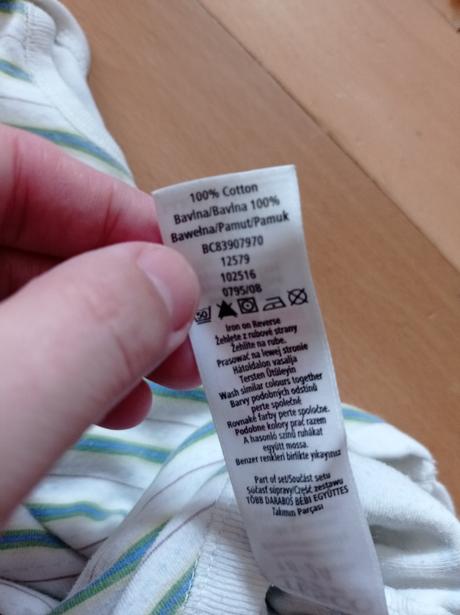 100% Cotton
Bavlna/Bavlna 100%
Bawełna/Pamut/Pamuk
BC83907970
12579
102516
0795/08
50
Iron on Reverse
Žehlete z rubové strany
Žehlite na rube.
Prasować na lewej stronie
Hátoldalon vasalja
Tersten Ütüleyin
Wash similar colours together
Barvy podobných odstínů
perte společně
Rovnaké farby perte spoločne.
Podobne kolory prać razem
A hasonló színű ruhákat
együtt mossa.
Benzer renkleri birlikte yıkayınız
Part of set/Součást setu
Súčasť súpravy/Część zestawu
TÖBB DARABOS BÉBI EGYÜTTES
Takımın Parçası